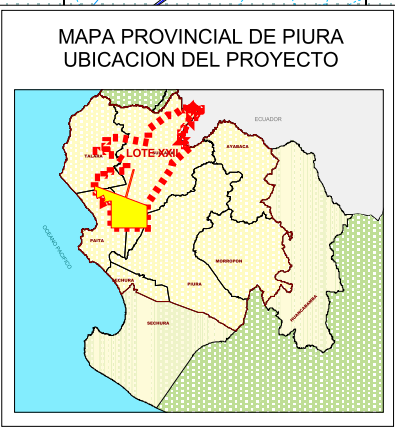 MAPA PROVINCIAL DE PIURA
UBICACION DEL PROYECTO
ECUADOR
AYABACA
TALARA
LOTE XXII
OCEANO PACIFICO
PAITA
MORROPON
SECHURA
PIURA
HUANCABAMBA
SECHURA